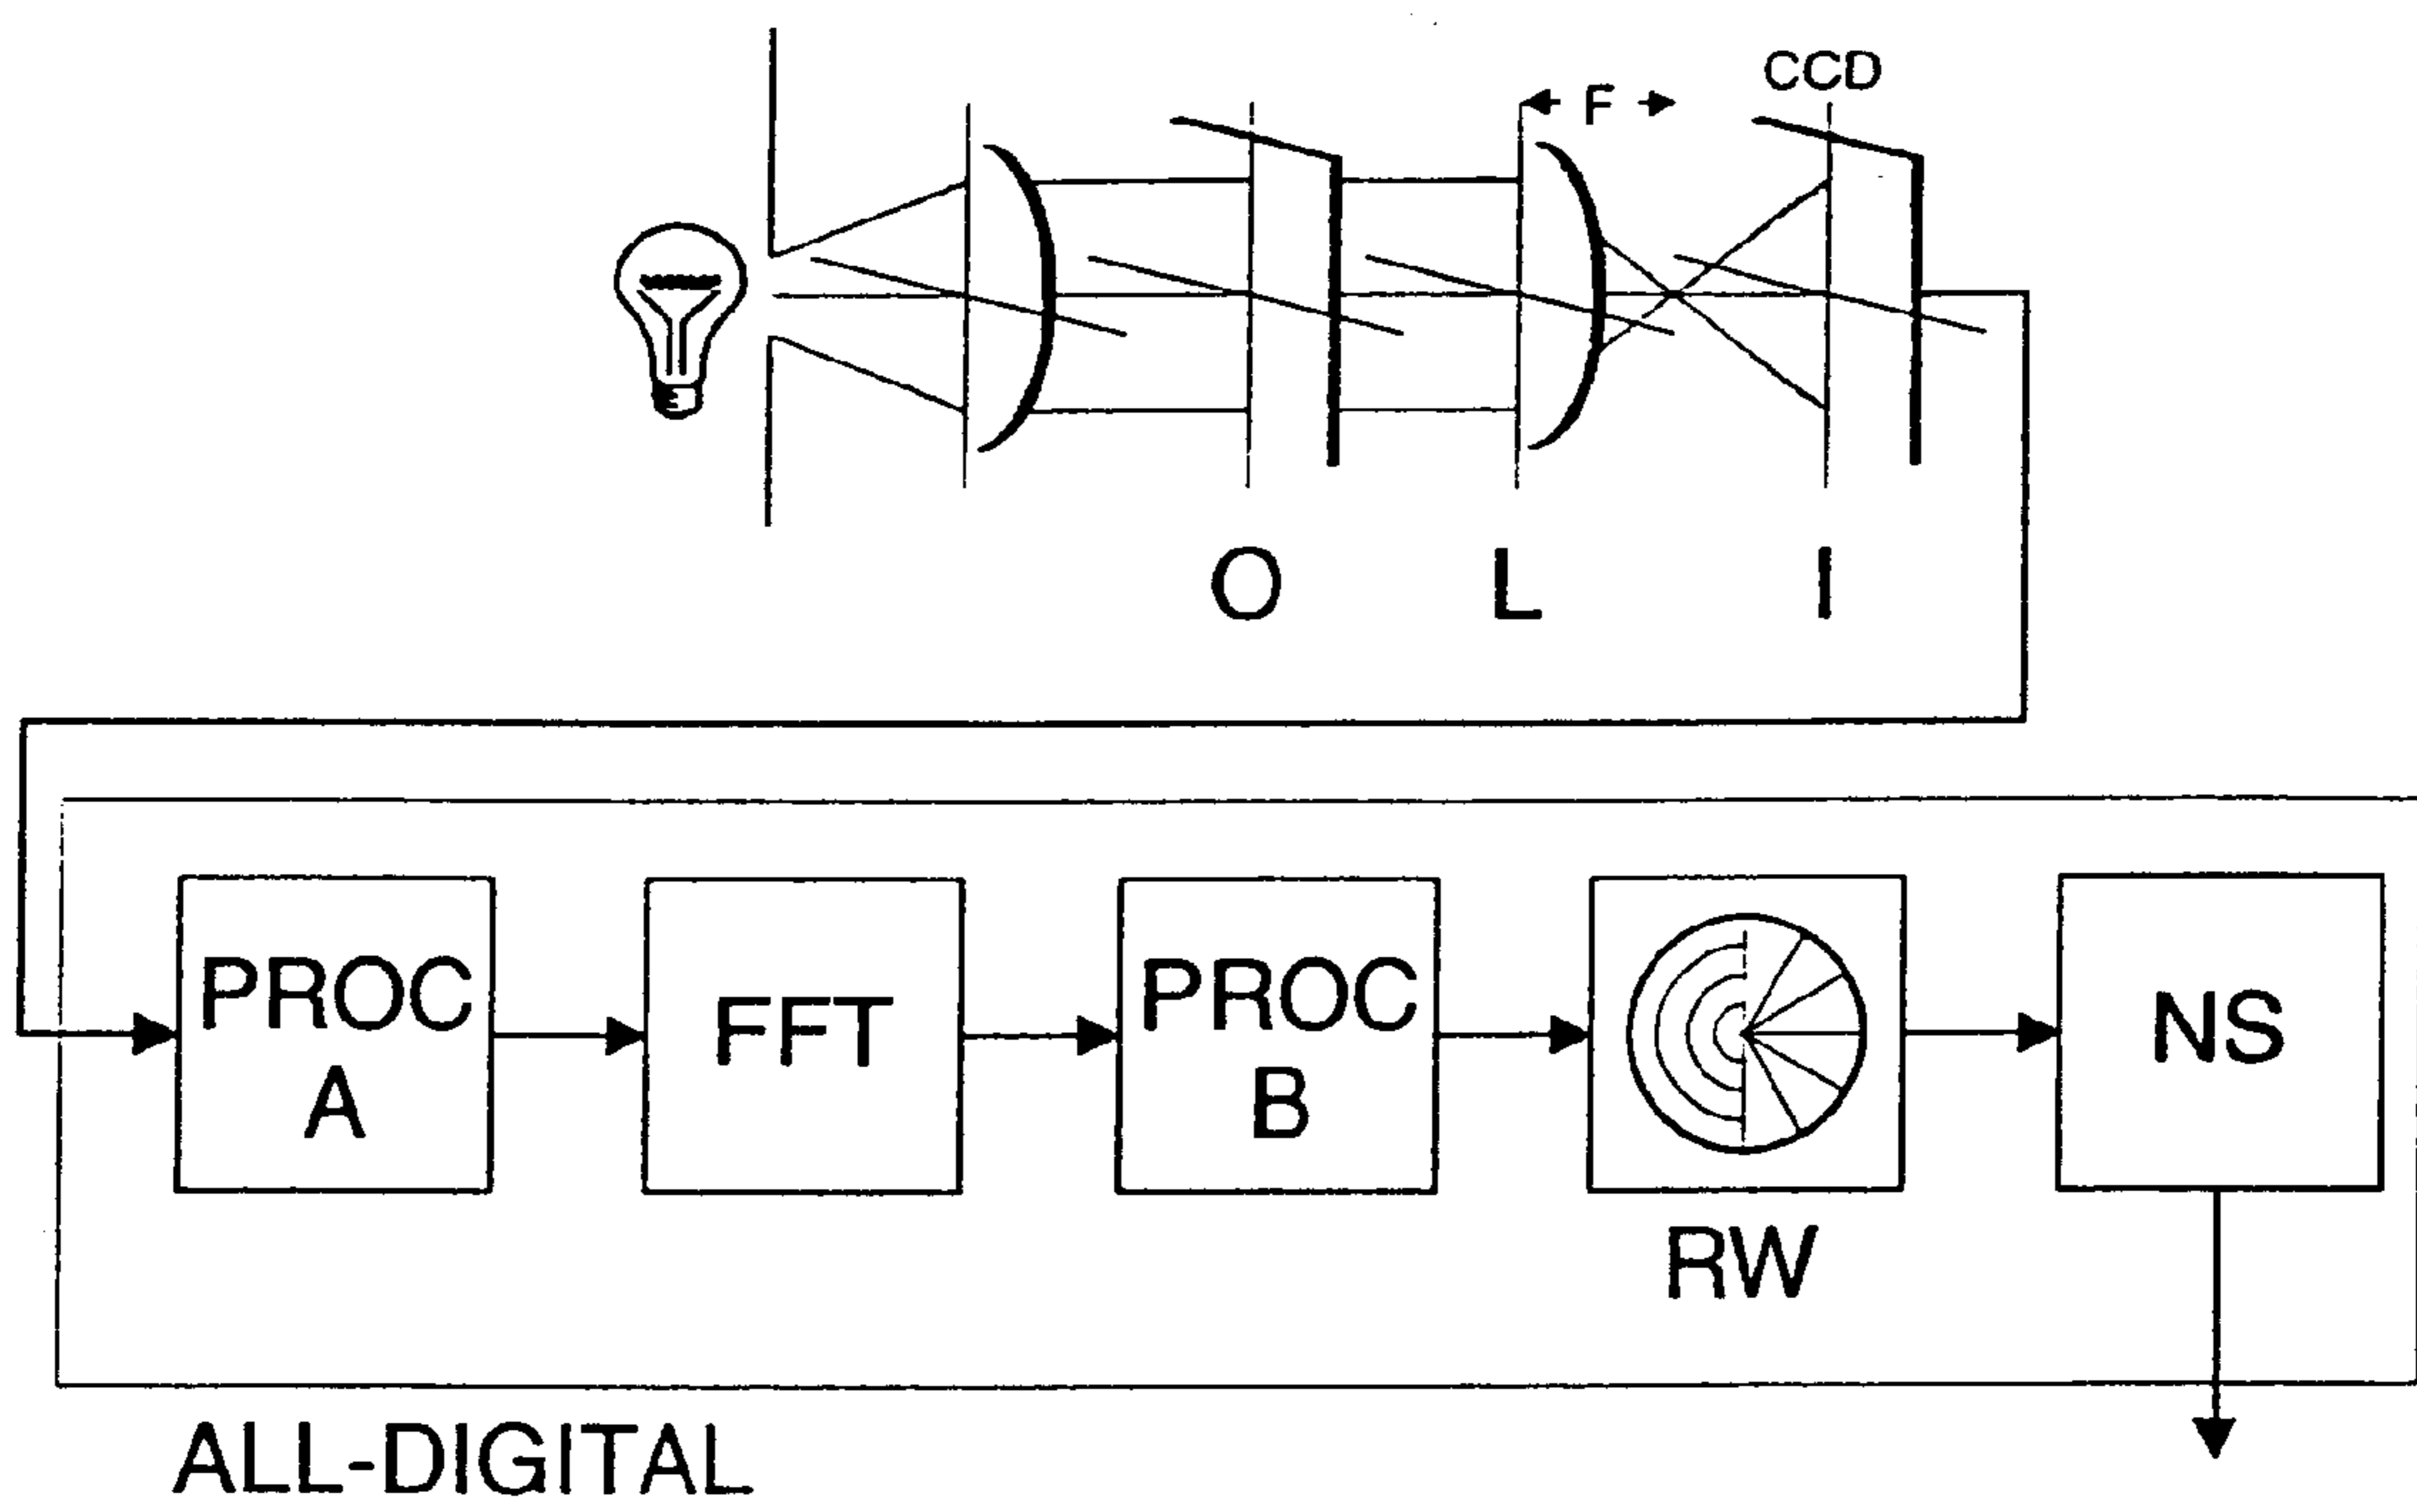 CCD
F
O L I
PROC A
FFT
PROC B
NS
RW
ALL-DIGITAL